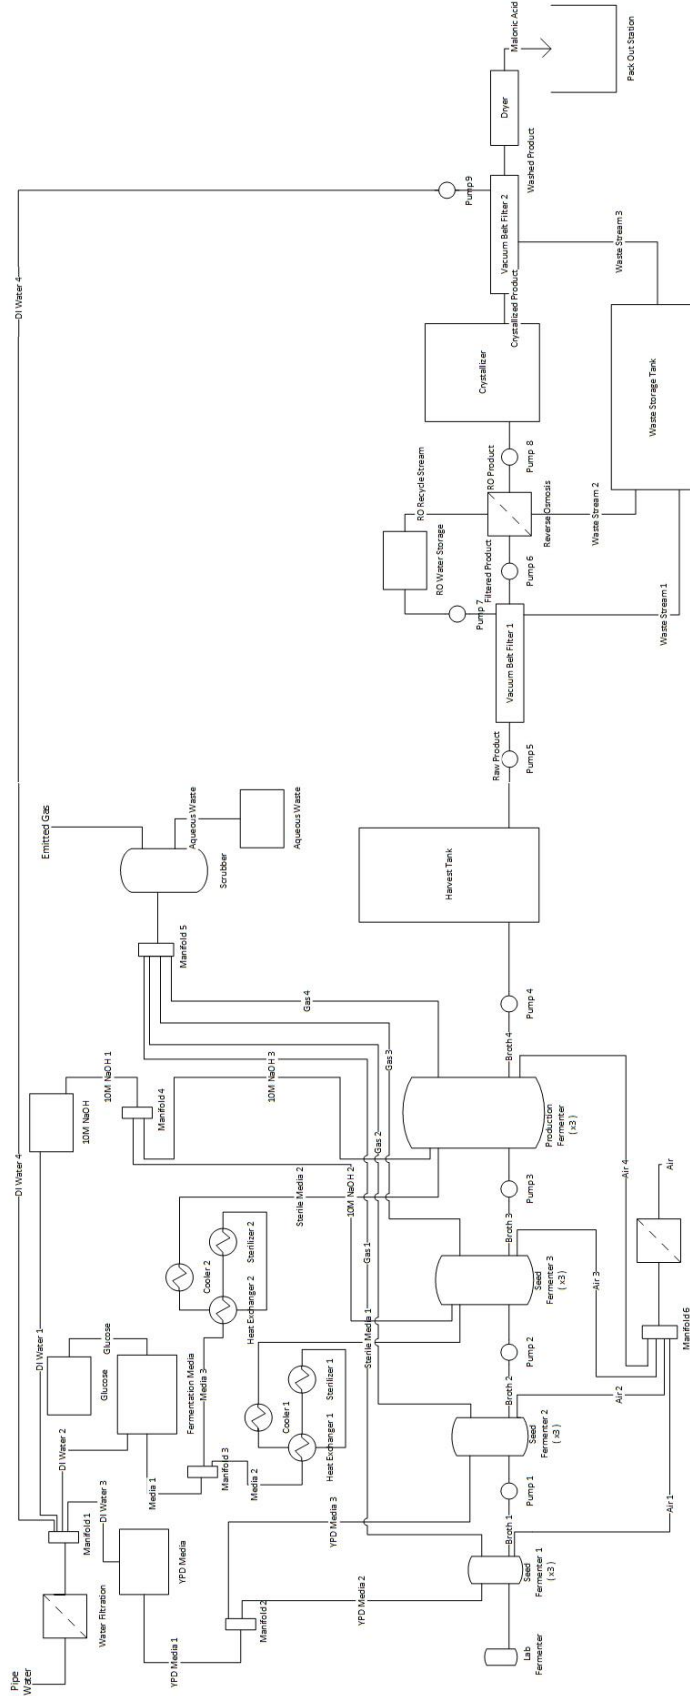 Pipe
Water
Water Filtration
Manifold 1
DI Water 1
DI Water 2
DI Water 3
DI Water 4
DI Water 4
YPD Media
YPD Media 1
Manifold 2
YPD Media 2
YPD Media 3
Glucose
Glucose
Fermentation Media
Media 1
Manifold 3
Media 2
Media 3
Heat Exchanger 1
Cooler 1
Sterilizer 1
Sterile Media 1
Heat Exchanger 2
Cooler 2
Sterilizer 2
Sterile Media 2
10M NaOH
10M NaOH 1
Manifold 4
10M NaOH 2
10M NaOH 3
Gas 1
Gas 2
Gas 3
Gas 4
Manifold 5
Scrubber
Emitted Gas
Aqueous Waste
Aqueous Waste
Lab
Fermenter
Seed
Fermenter 1
(x3)
Broth 1
Pump 1
Seed
Fermenter 2
(x3)
Broth 2
Pump 2
Seed
Fermenter 3
(x3)
Broth 3
Pump3
Production
Fermenter
(x3)
Broth 4
Pump 4
Air 1
Air 2
Air 3
Air 4
Manifold 6
Air
Harvest Tank
Raw Product
Pump5
Vacuum Belt Filter 1
Pump 7
Filtered Product
Pump 6
RO Water Storage
RO Recycle Stream
Reverse Osmosis
RO Product
Pump 8
Crystallizer
Crystallized Product
Vacuum Belt Filter 2
Pump9
Washed Product
Dryer
Malonic Acid
Pack Out Station
Waste Stream 1
Waste Stream 2
Waste Stream 3
Waste Storage Tank